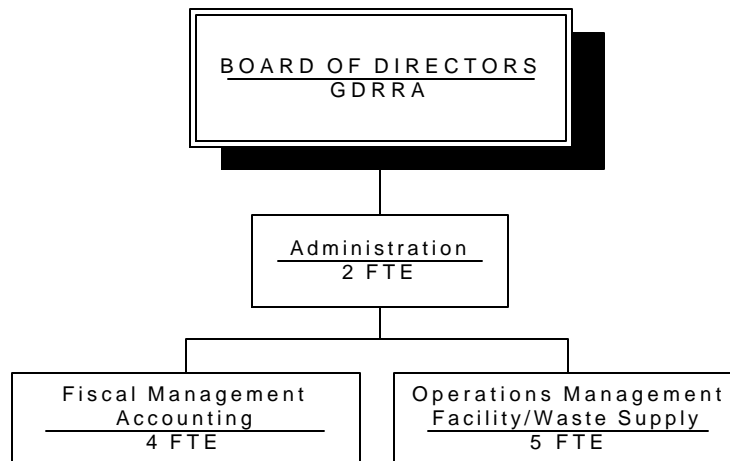 BOARD OF DIRECTORS
GDRRA
Administration
2 FTE
Fiscal Management
Accounting
4 FTE
Operations Management
Facility/Waste Supply
5 FTE